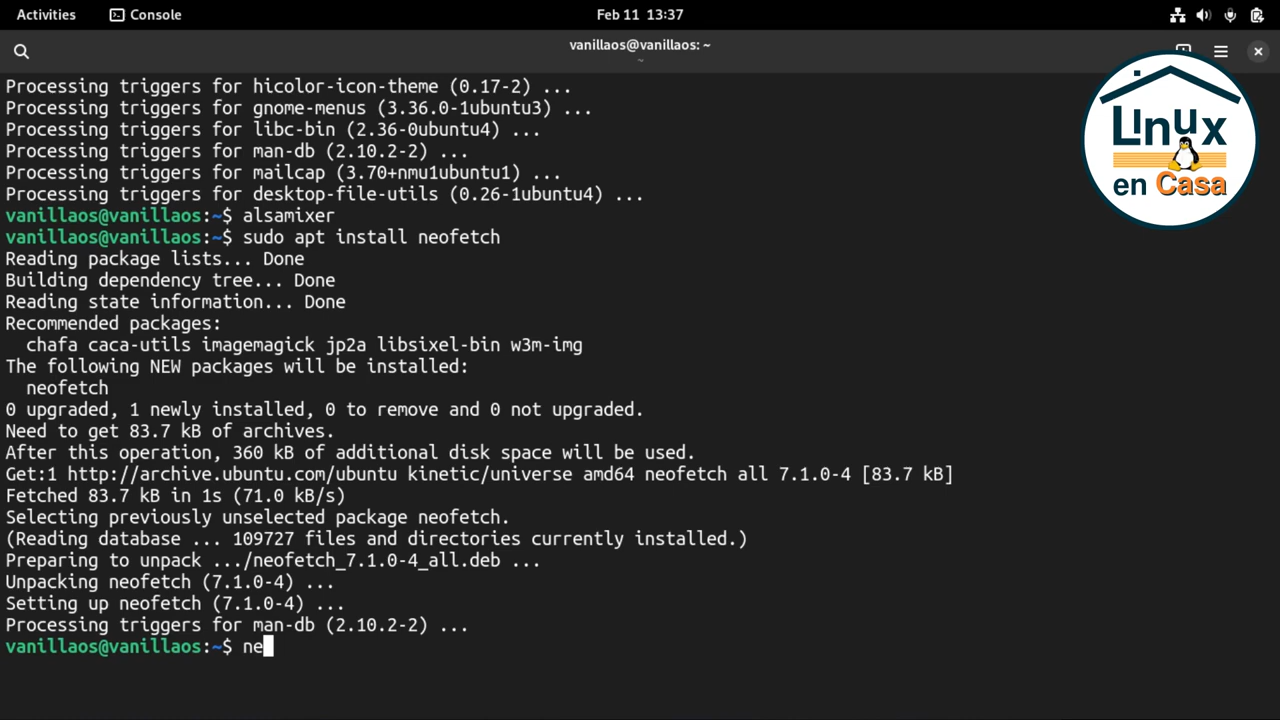 Activities
Console
Feb 11 13:37
vanillaos@vanillaos: ~
~
Processing triggers for hicolor-icon-theme (0.17-2) ...
Processing triggers for gnome-menus (3.36.0-1ubuntu3) ...
Processing triggers for libc-bin (2.36-0ubuntu4) ...
Processing triggers for man-db (2.10.2-2) ...
Processing triggers for mailcap (3.70+nmu1ubuntu1) ...
Processing triggers for desktop-file-utils (0.26-1ubuntu4) ...
vanillaos@vanillaos:~$ alsamixer
vanillaos@vanillaos:~$ sudo apt install neofetch
Reading package lists... Done
Building dependency tree... Done
Reading state information... Done
Recommended packages:
  chafa caca-utils imagemagick jp2a libsixel-bin w3m-img
The following NEW packages will be installed:
  neofetch
0 upgraded, 1 newly installed, 0 to remove and 0 not upgraded.
Need to get 83.7 kB of archives.
After this operation, 360 kB of additional disk space will be used.
Get:1 http://archive.ubuntu.com/ubuntu kinetic/universe amd64 neofetch all 7.1.0-4 [83.7 kB]
Fetched 83.7 kB in 1s (71.0 kB/s)
Selecting previously unselected package neofetch.
(Reading database ... 109727 files and directories currently installed.)
Preparing to unpack .../neofetch_7.1.0-4_all.deb ...
Unpacking neofetch (7.1.0-4) ...
Setting up neofetch (7.1.0-4) ...
Processing triggers for man-db (2.10.2-2) ...
vanillaos@vanillaos:~$ ne
Linux
en Casa